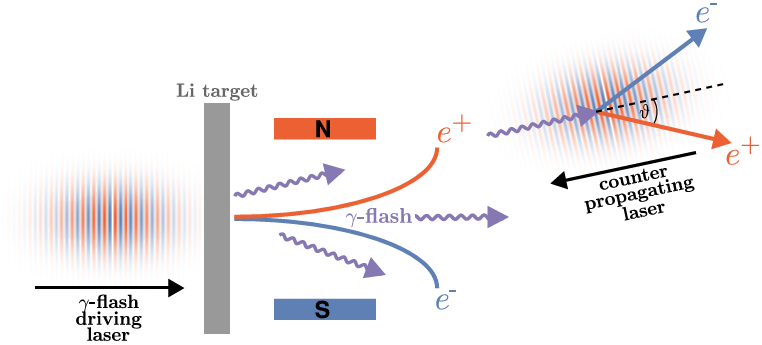 e-
Li target
N
e+
ϑ
e+
counter
propagating
laser
γ-flash
γ-flash
driving
laser
S
e-